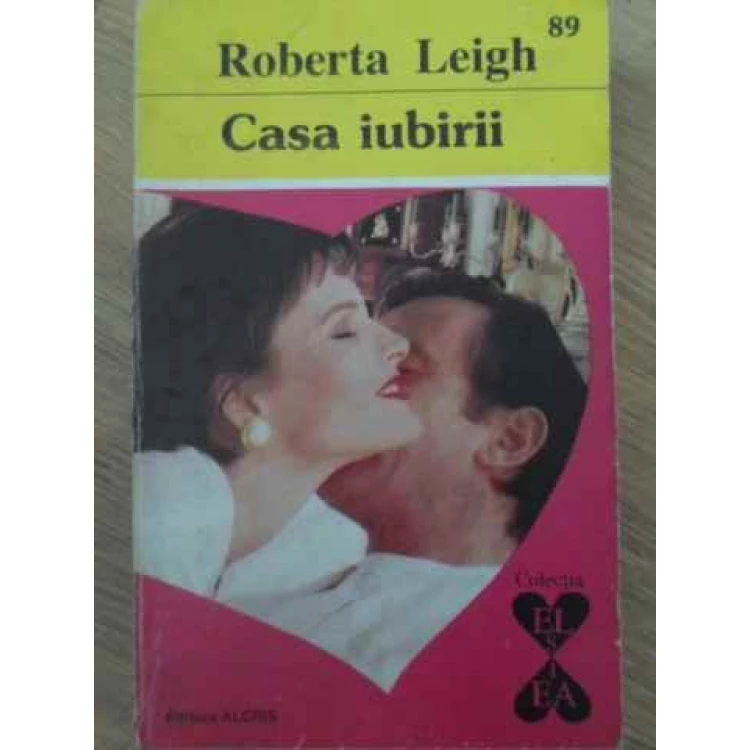 89
Roberta Leigh
Casa iubirii
Colecția
EL
ȘI
EA
Editura ALCRIS